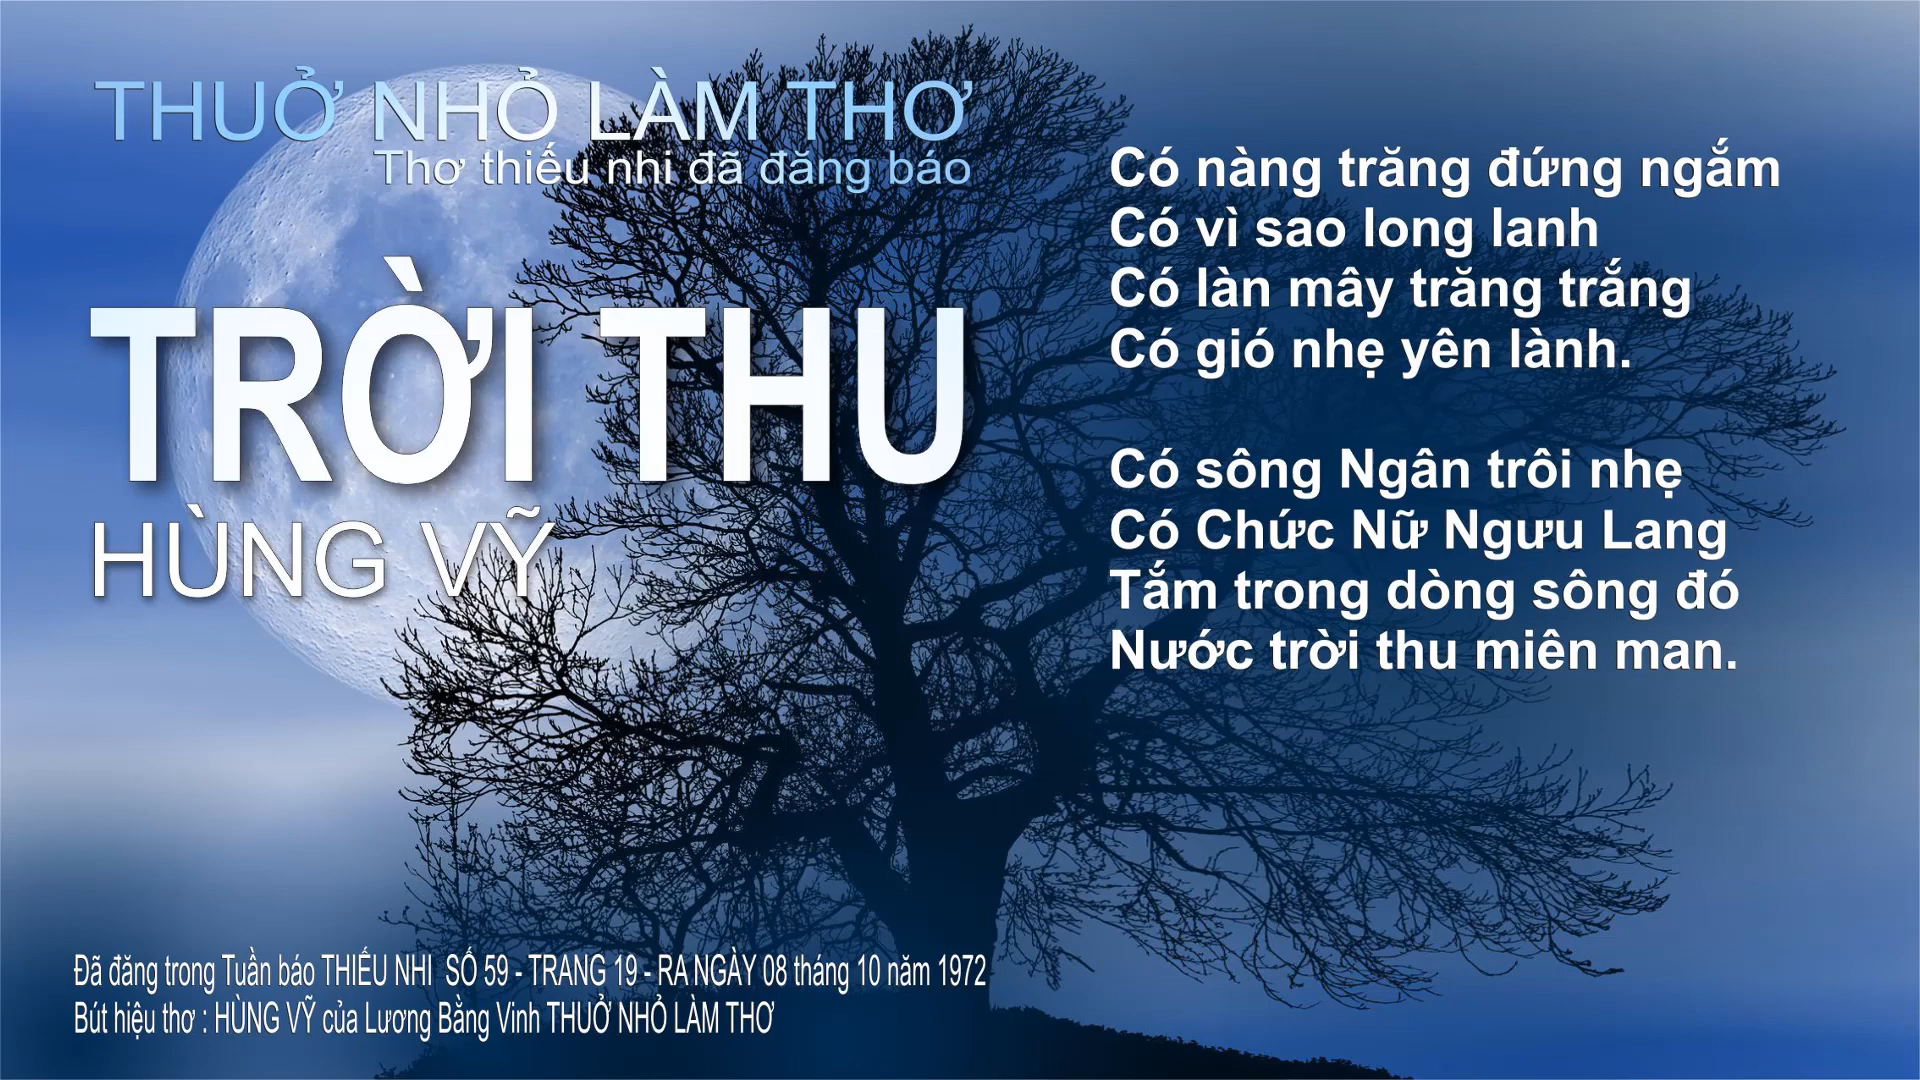 THUỞ NHỎ LÀM THƠ
Thơ thiếu nhi đã đăng báo
TRỜI THU
HÙNG VỸ
Có nàng trăng đứng ngắm
Có vì sao long lanh
Có làn mây trăng trắng
Có gió nhẹ yên lành.
Có sông Ngân trôi nhẹ
Có Chức Nữ Ngưu Lang
Tắm trong dòng sông đó
Nước trời thu miên man.
Đã đăng trong Tuần báo THIẾU NHI SỐ 59 - TRANG 19 - RA NGÀY 08 tháng 10 năm 1972
Bút hiệu thơ : HÙNG VỸ của Lương Bằng Vinh THUỞ NHỎ LÀM THƠ